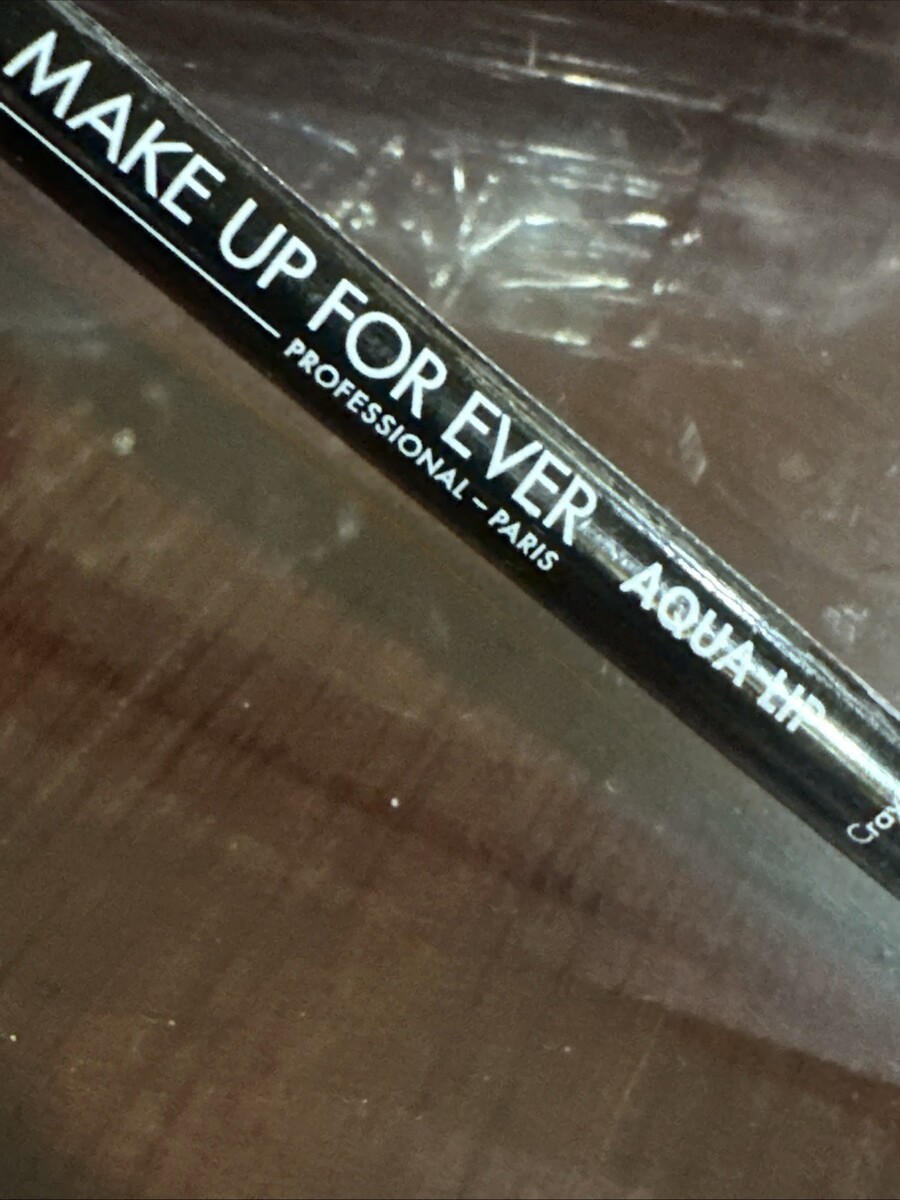 MAKE UP FOR EVER
PROFESSIONAL – PARIS
AQUA LIP